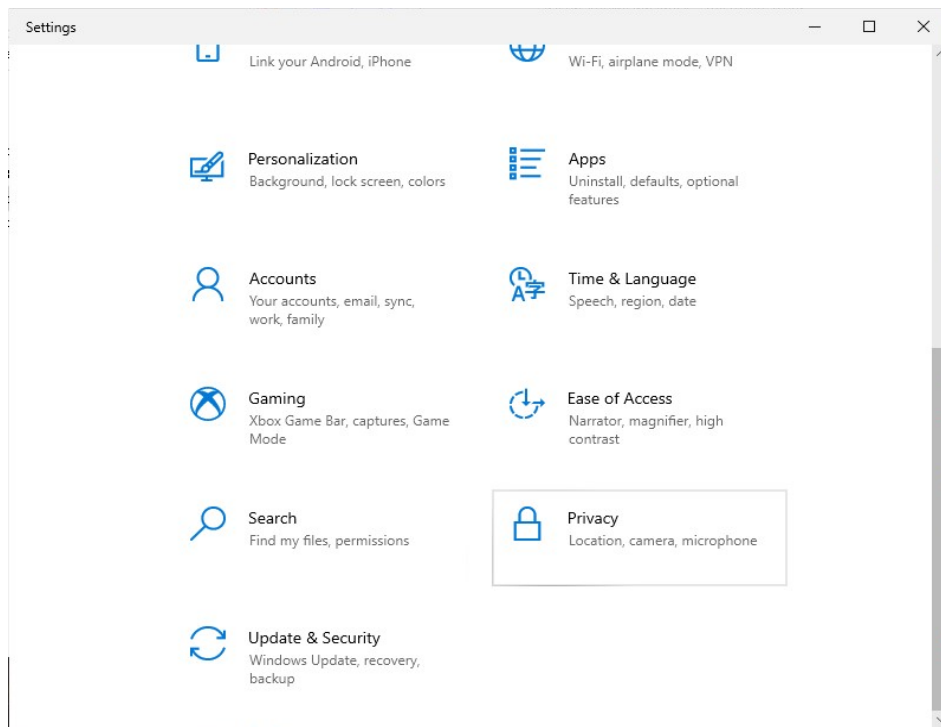 Settings
Link your Android, iPhone
Wi-Fi, airplane mode, VPN
Personalization
Background, lock screen, colors
Apps
Uninstall, defaults, optional
features
Accounts
Your accounts, email, sync,
work, family
Time & Language
Speech, region, date
Gaming
Xbox Game Bar, captures, Game
Mode
Ease of Access
Narrator, magnifier, high
contrast
Search
Find my files, permissions
Privacy
Location, camera, microphone
Update & Security
Windows Update, recovery,
backup